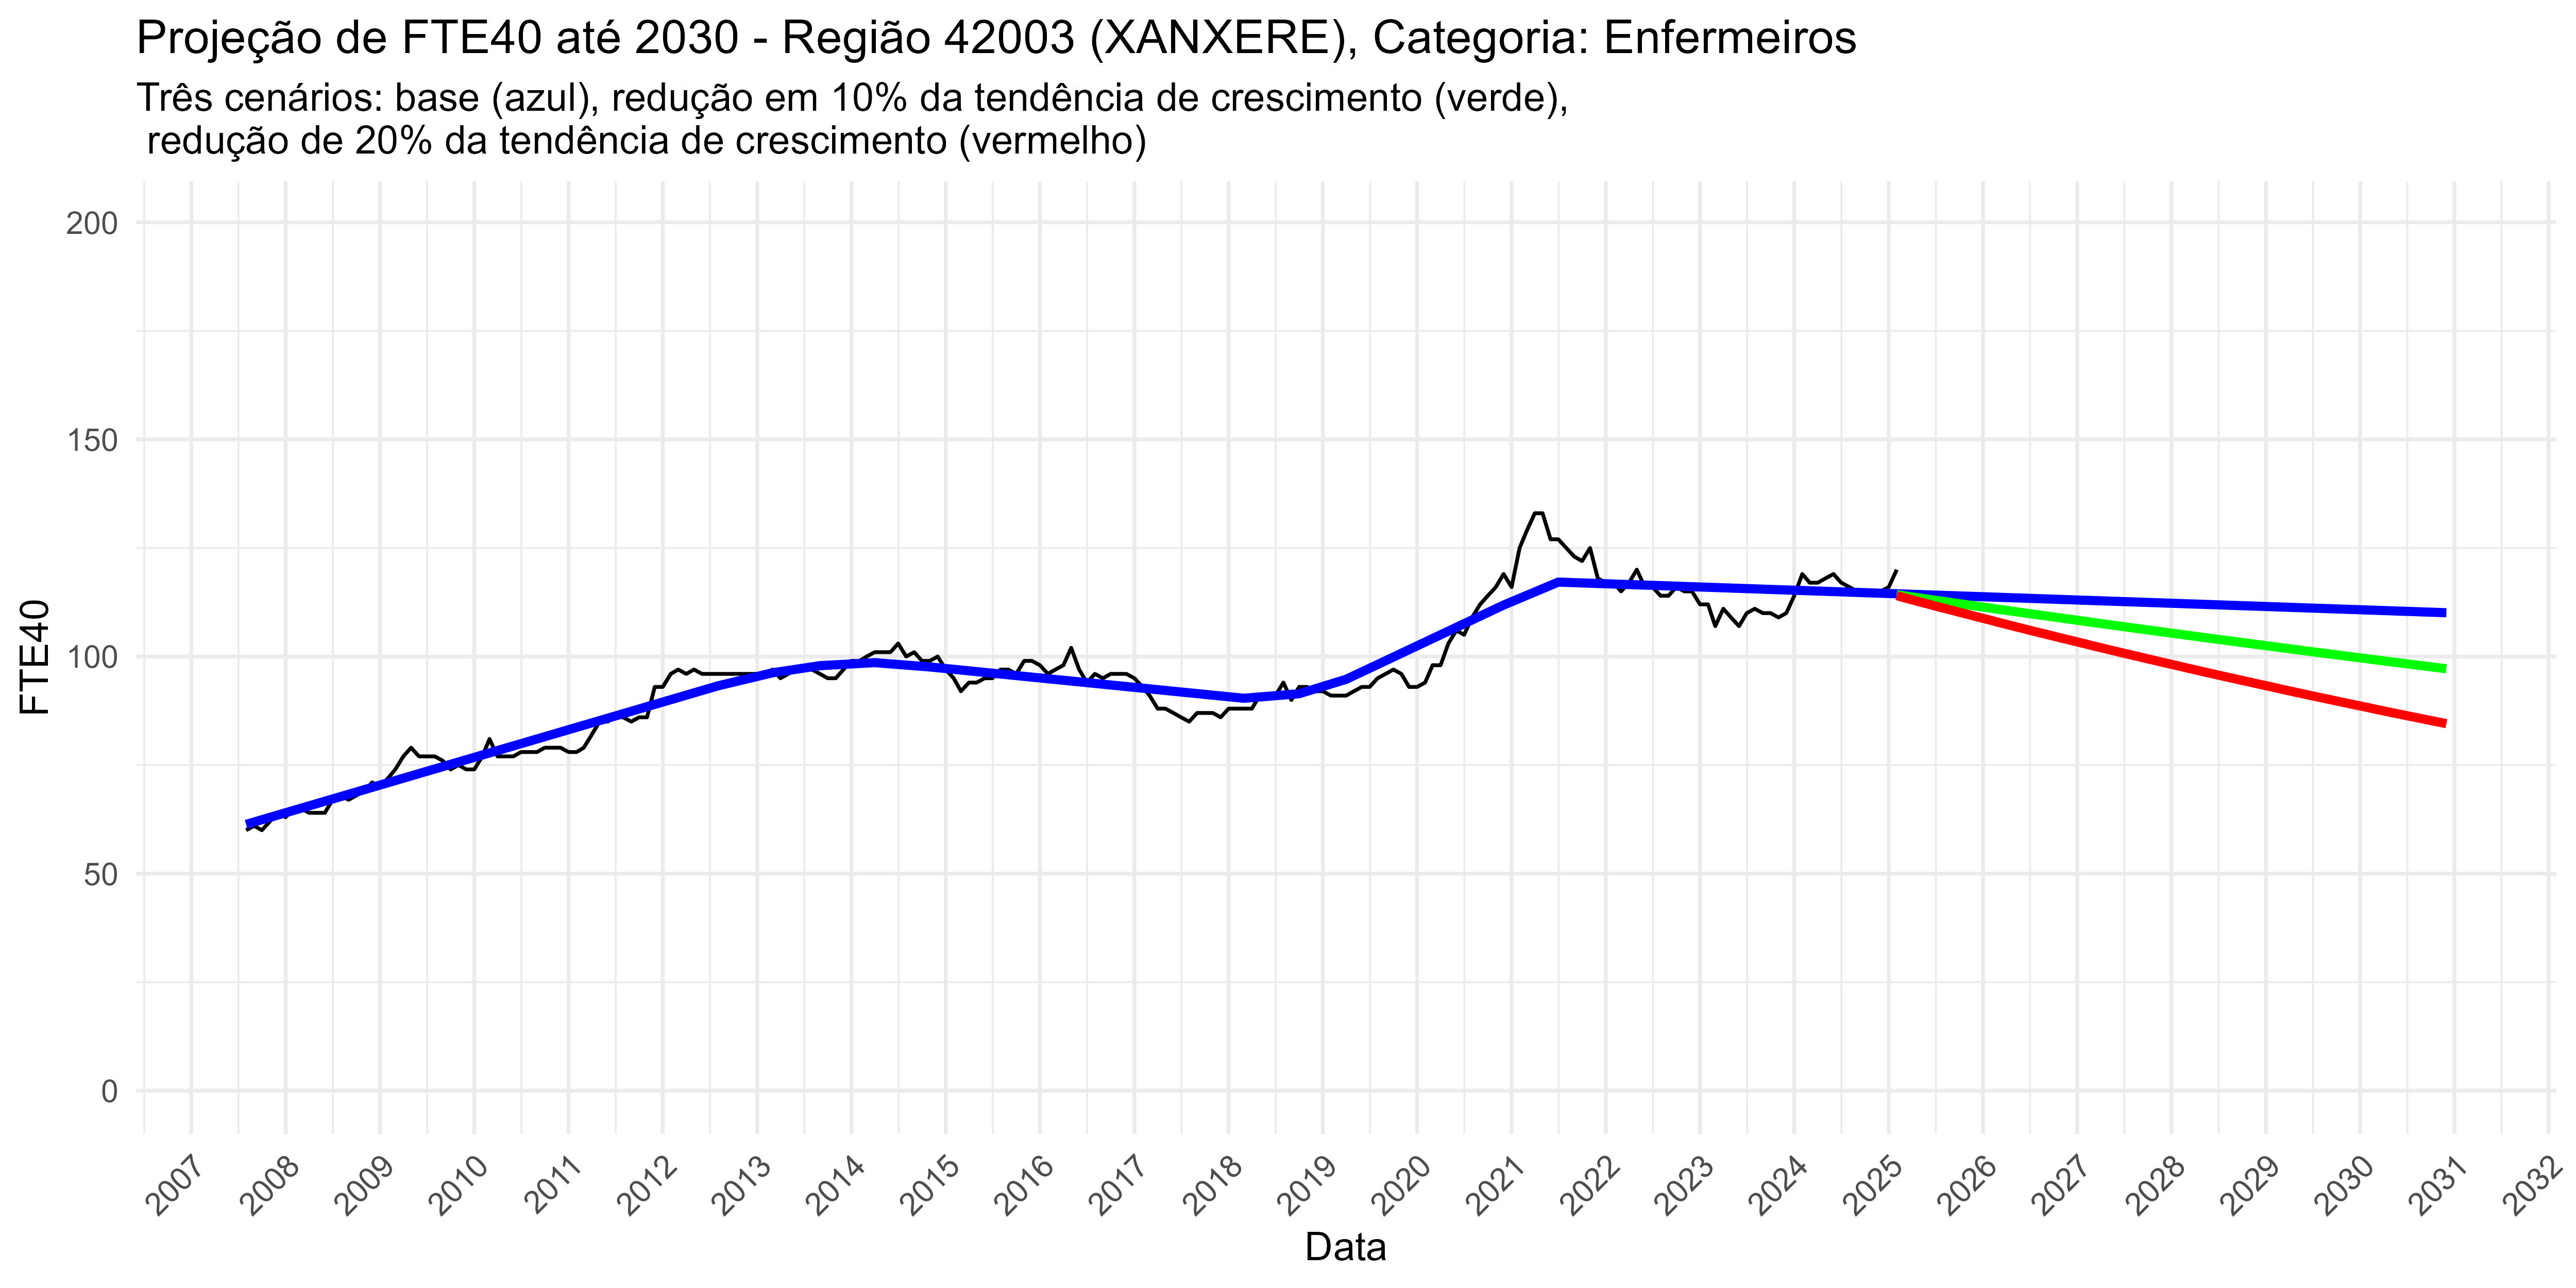 Projeção de FTE40 até 2030 - Região 42003 (XANXERE), Categoria: Enfermeiros
Três cenários: base (azul), redução em 10% da tendência de crescimento (verde),
redução de 20% da tendência de crescimento (vermelho)
200
150
100
50
0
FTE40
2007 2008 2009 2010 2011 2012 2013 2014 2015 2016 2017 2018 2019 2020 2021 2022 2023 2024 2025 2026 2027 2028 2029 2030 2031 2032
Data